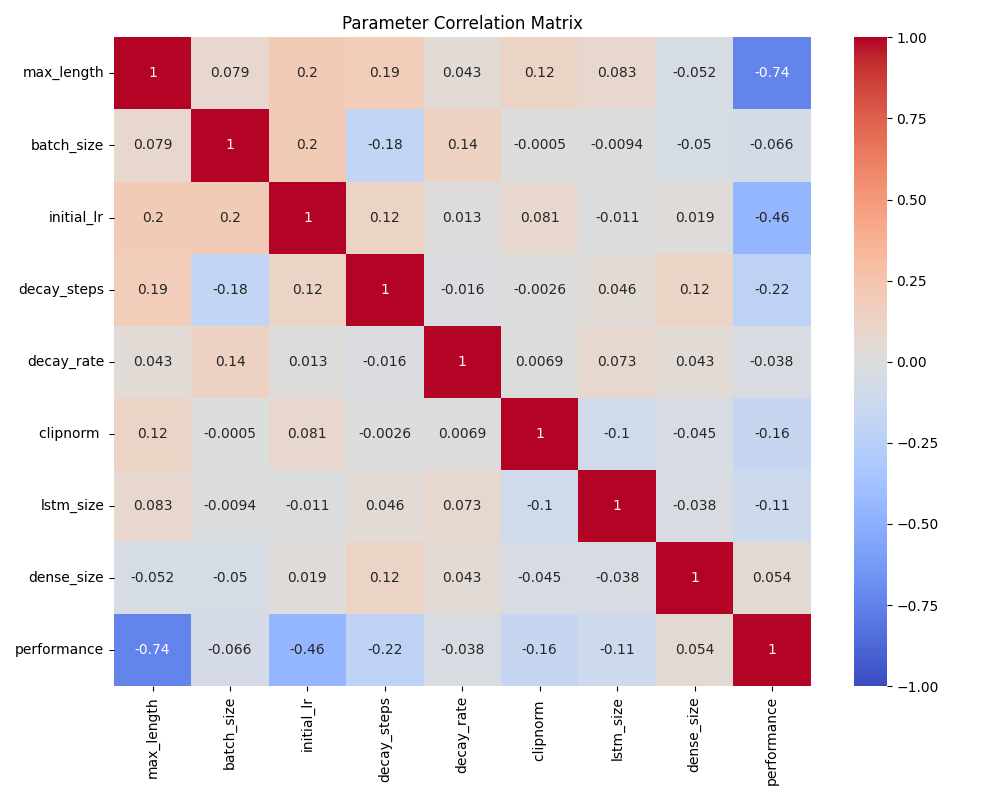 Parameter Correlation Matrix
max_length 1 0.079 0.2 0.19 0.043 0.12 0.083 -0.052 -0.74
batch_size 0.079 1 0.2 -0.18 0.14 -0.0005 -0.0094 -0.05 -0.066
initial_lr 0.2 0.2 1 0.12 0.013 0.081 -0.011 0.019 -0.46
decay_steps 0.19 -0.18 0.12 1 -0.016 -0.0026 0.046 0.12 -0.22
decay_rate 0.043 0.14 0.013 -0.016 1 0.0069 0.073 0.043 -0.038
clipnorm 0.12 -0.0005 0.081 -0.0026 0.0069 1 -0.1 -0.045 -0.16
lstm_size 0.083 -0.0094 -0.011 0.046 0.073 -0.1 1 -0.038 -0.11
dense_size -0.052 -0.05 0.019 0.12 0.043 -0.045 -0.038 1 0.054
performance -0.74 -0.066 -0.46 -0.22 -0.038 -0.16 -0.11 0.054 1
max_length batch_size initial_lr decay_steps decay_rate clipnorm lstm_size dense_size performance
1.00
0.75
0.50
0.25
0.00
−0.25
−0.50
−0.75
−1.00